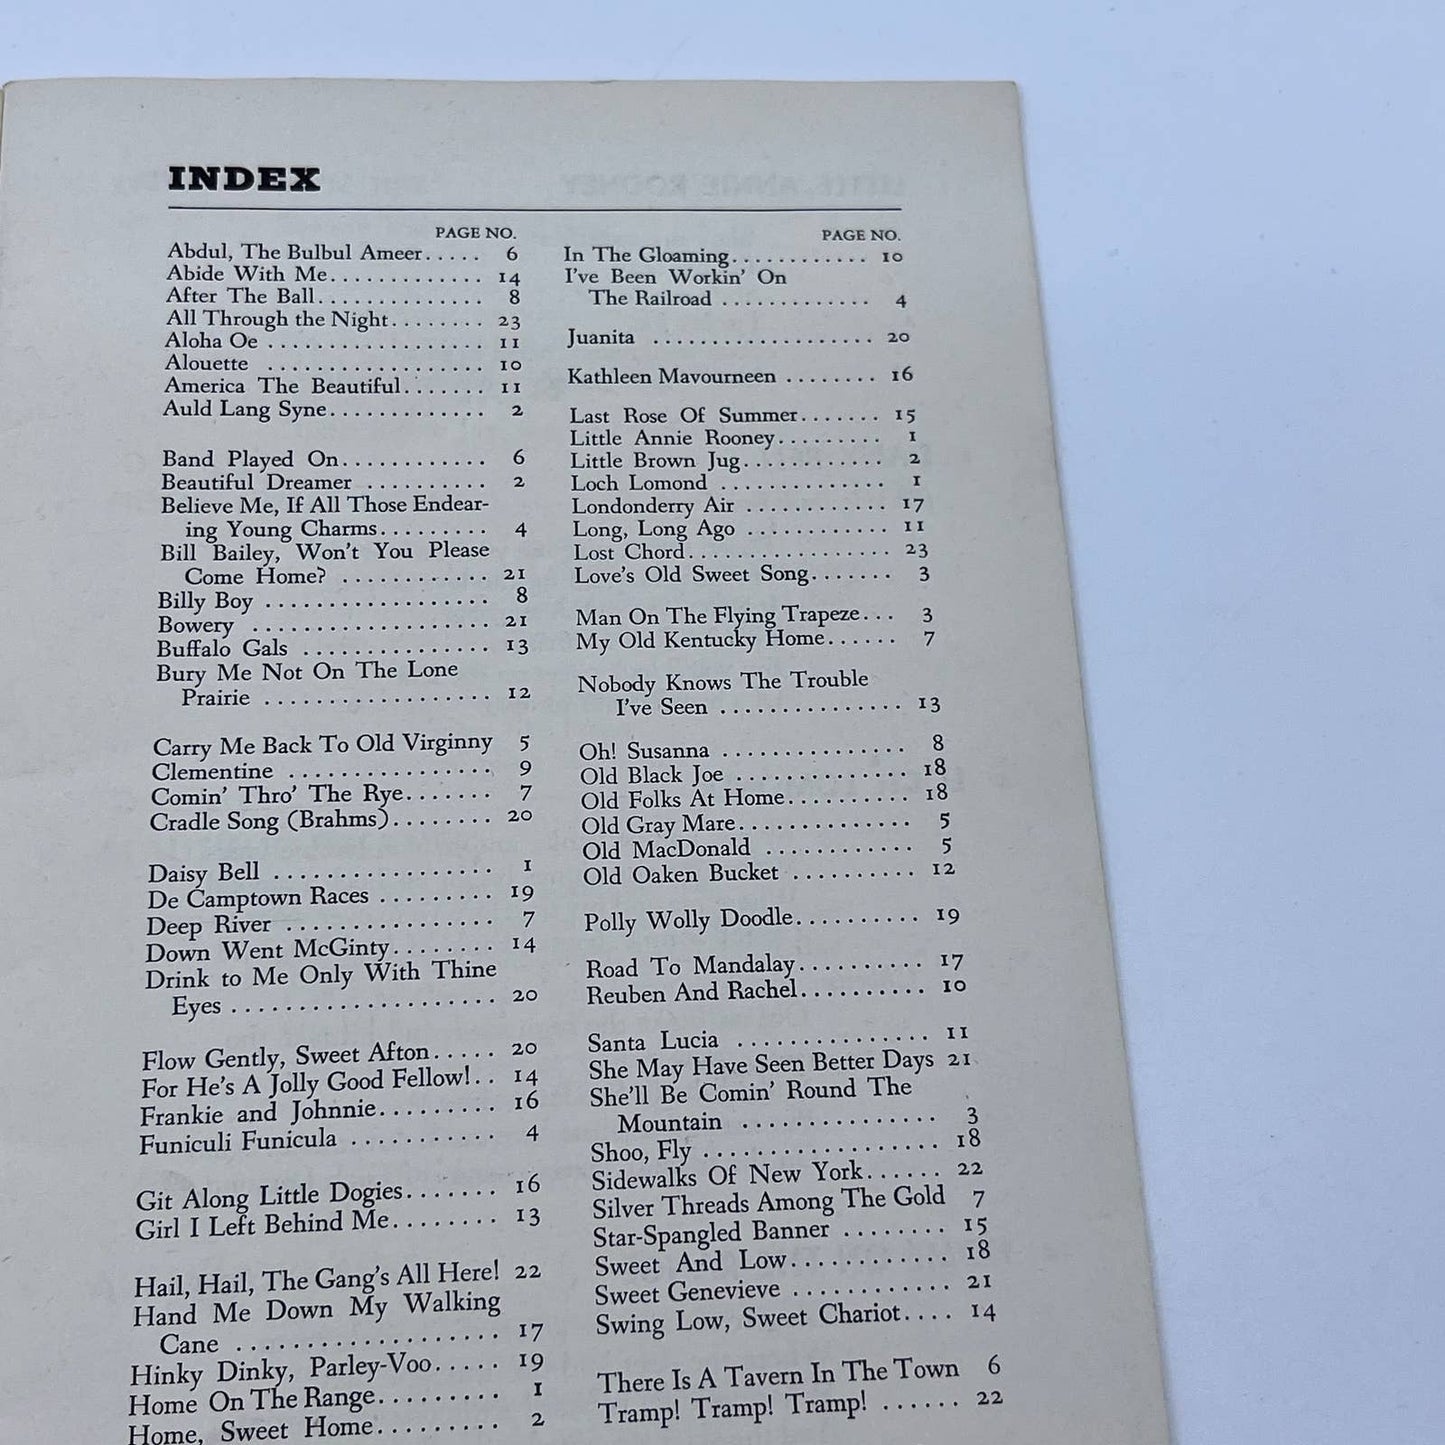 INDEX
PAGE NO.
Abdul, The Bulbul Ameer..... 6
Abide With Me............. 14
After The Ball.............. 8
All Through the Night........ 23
Aloha Oe .................. 11
Alouette .................. 10
America The Beautiful....... 11
Auld Lang Syne............. 2
Band Played On............ 6
Beautiful Dreamer .......... 2
Believe Me, If All Those Endear-
ing Young Charms......... 4
Bill Bailey, Won't You Please
Come Home? ............ 21
Billy Boy ................... 8
Bowery .................... 21
Buffalo Gals ................ 13
Bury Me Not On The Lone
Prairie ................... 12
Carry Me Back To Old Virginny 5
Clementine ................. 9
Comin' Thro' The Rye....... 7
Cradle Song (Brahms)........ 20
Daisy Bell .................. 1
De Camptown Races ......... 19
Deep River ................. 7
Down Went McGinty........ 14
Drink to Me Only With Thine
Eyes .................... 20
Flow Gently, Sweet Afton..... 20
For He's A Jolly Good Fellow!.. 14
Frankie and Johnnie......... 16
Funiculi Funicula ........... 4
Git Along Little Dogies....... 16
Girl I Left Behind Me........ 13
Hail, Hail, The Gang's All Here! 22
Hand Me Down My Walking
Cane .................... 17
Hinky Dinky, Parley-Voo..... 19
Home On The Range......... 1
Home, Sweet Home......... 2
PAGE NO.
In The Gloaming............ 10
I've Been Workin' On
The Railroad ............. 4
Juanita ................... 20
Kathleen Mavourneen ........ 16
Last Rose Of Summer....... 15
Little Annie Rooney......... 1
Little Brown Jug............ 2
Loch Lomond .............. 1
Londonderry Air ............ 17
Long, Long Ago ............ 11
Lost Chord.................. 23
Love's Old Sweet Song....... 3
Man On The Flying Trapeze... 3
My Old Kentucky Home...... 7
Nobody Knows The Trouble
I've Seen ................ 13
Oh! Susanna ................ 8
Old Black Joe ............... 18
Old Folks At Home.......... 18
Old Gray Mare.............. 5
Old MacDonald ............ 5
Old Oaken Bucket .......... 12
Polly Wolly Doodle.......... 19
Road To Mandalay.......... 17
Reuben And Rachel.......... 10
Santa Lucia ................ 11
She May Have Seen Better Days 21
She'll Be Comin' Round The
Mountain ................ 3
Shoo, Fly ................... 18
Sidewalks Of New York...... 22
Silver Threads Among The Gold 7
Star-Spangled Banner ........ 15
Sweet And Low............ 18
Sweet Genevieve ............ 21
Swing Low, Sweet Chariot.... 14
There Is A Tavern In The Town 6
Tramp! Tramp! Tramp! ...... 22